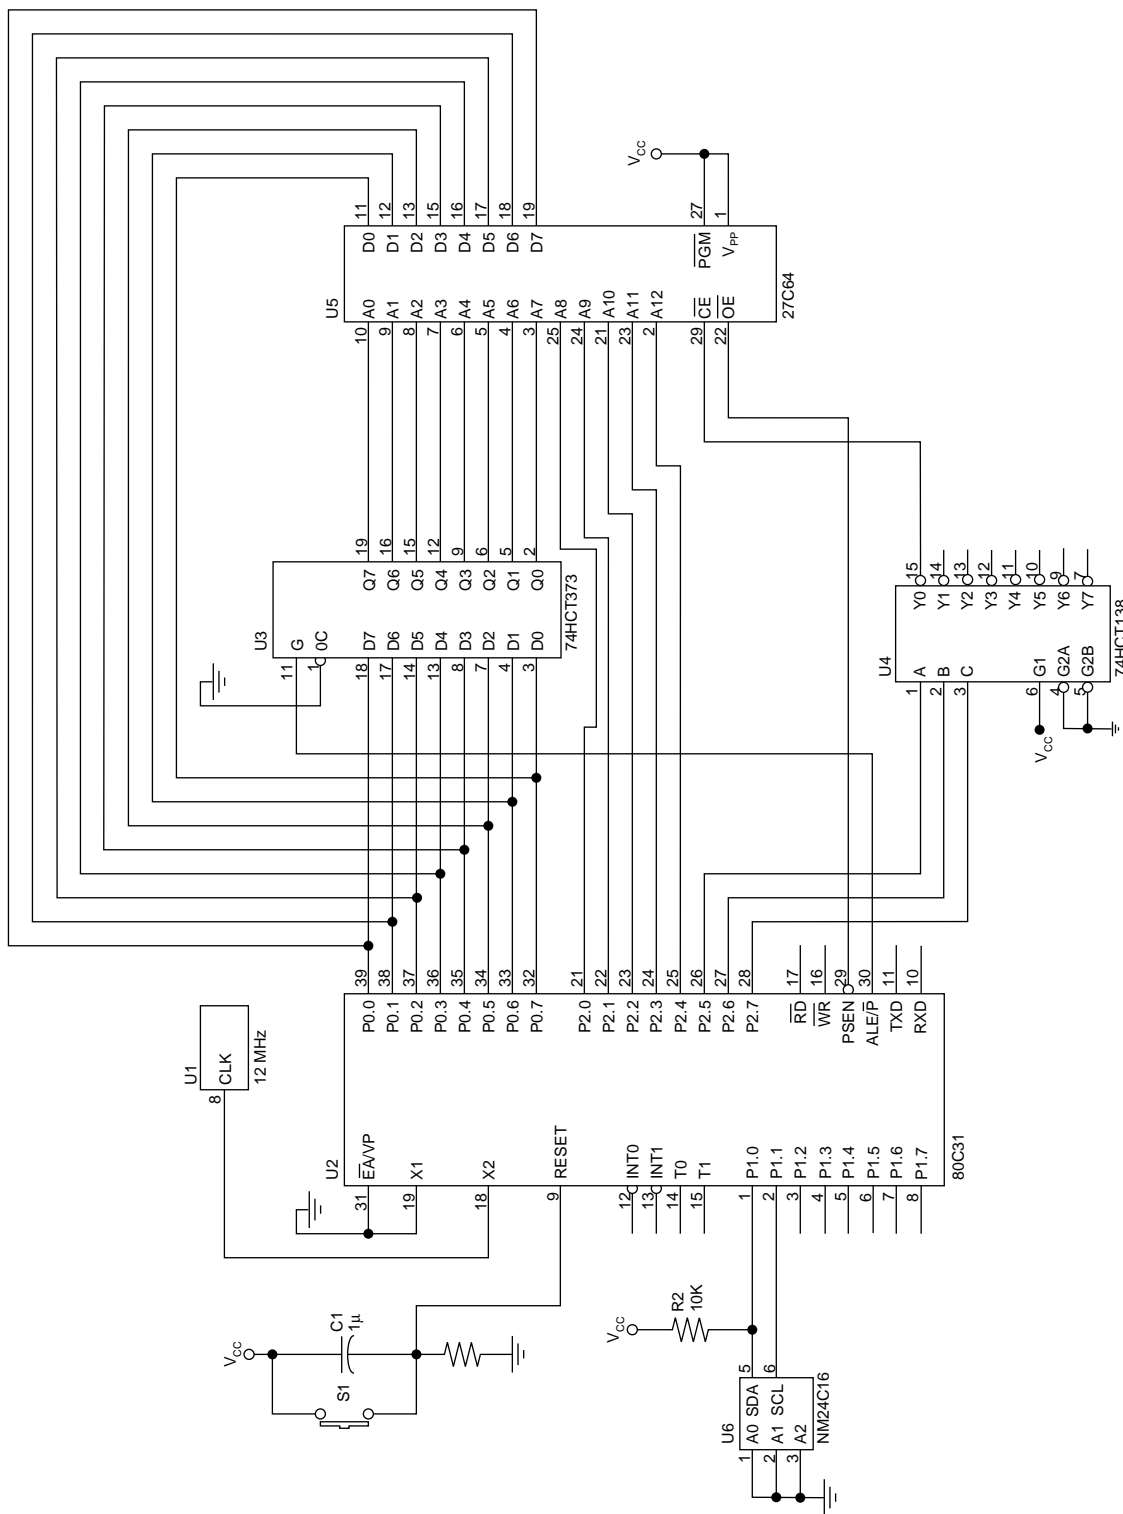 U1
8
CLK
12 MHz
VCC
C1
1µ
S1
U2
31
EA/VP
19
X1
18
X2
9
RESET
12
INT0
13
INT1
14
T0
15
T1
1
P1.0
2
P1.1
3
P1.2
4
P1.3
5
P1.4
6
P1.5
7
P1.6
8
P1.7
P0.0
39
P0.1
38
P0.2
37
P0.3
36
P0.4
35
P0.5
34
P0.6
33
P0.7
32
P2.0
21
P2.1
22
P2.2
23
P2.3
24
P2.4
25
P2.5
26
P2.6
27
P2.7
28
RD
17
WR
16
PSEN
29
ALE/P
30
TXD
11
RXD
10
80C31
VCC
R2
10K
U6
1
A0
SDA
5
2
A1
SCL
6
3
A2
NM24C16
U3
11
G
1
0C
18
D7
Q7
19
17
D6
Q6
16
14
D5
Q5
15
13
D4
Q4
12
8
D3
Q3
9
7
D2
Q2
6
4
D1
Q1
5
3
D0
Q0
2
74HCT373
U5
10
A0
D0
11
9
A1
D1
12
8
A2
D2
13
7
A3
D3
15
6
A4
D4
16
5
A5
D5
17
4
A6
D6
18
3
A7
D7
19
25
A8
24
A9
21
A10
23
A11
2
A12
29
CE
PGM
27
22
OE
VPP
1
27C64
VCC
U4
1
A
Y0
15
2
B
Y1
14
3
C
Y2
13
Y3
12
Y4
11
6
G1
Y5
10
4
G2A
Y6
9
5
G2B
Y7
7
74HCT138
VCC